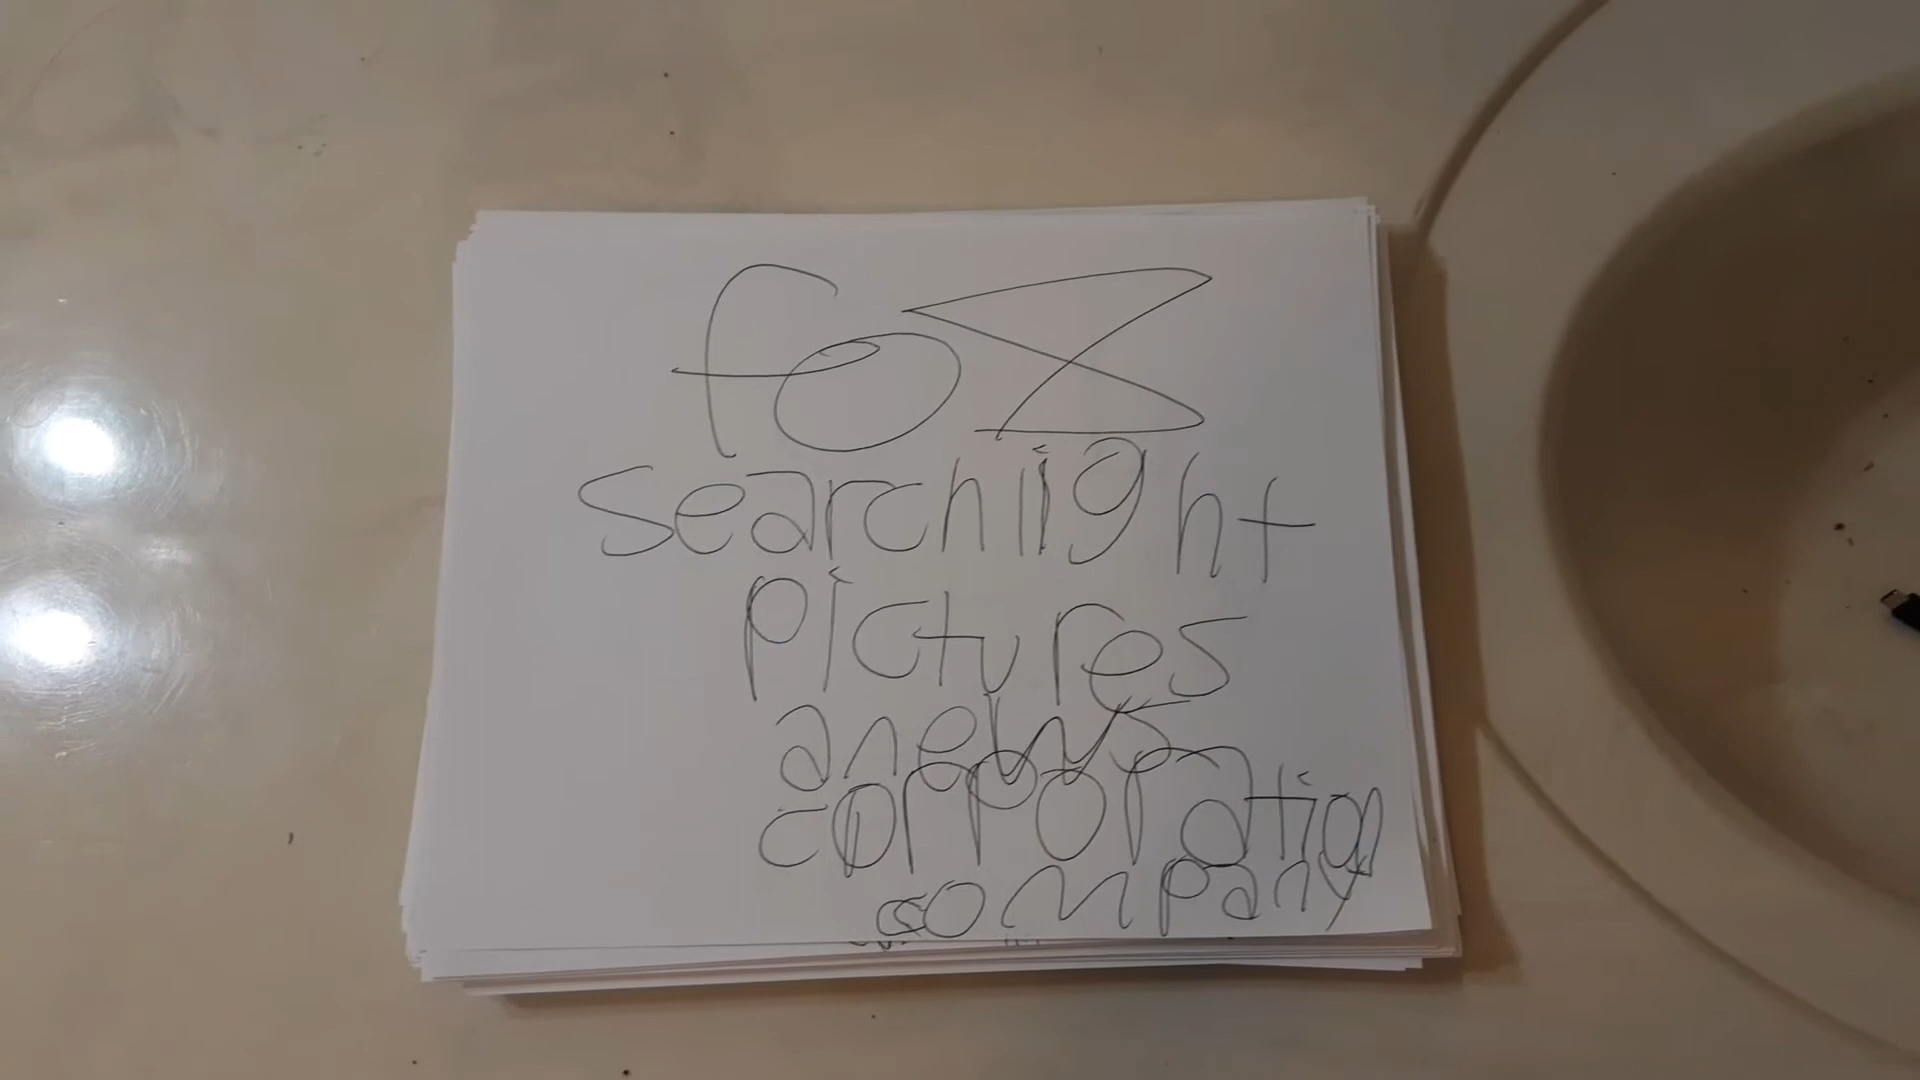 fox
searchlight
pictures
a news
corporation
company